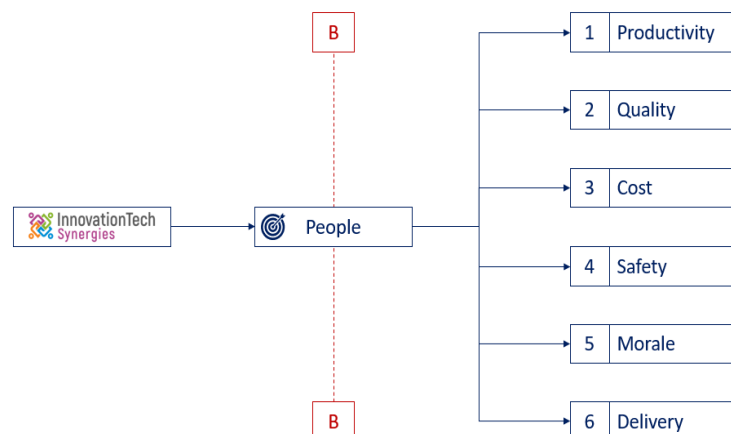 B
1 Productivity
2 Quality
3 Cost
InnovationTech
Synergies
People
4 Safety
5 Morale
B
6 Delivery